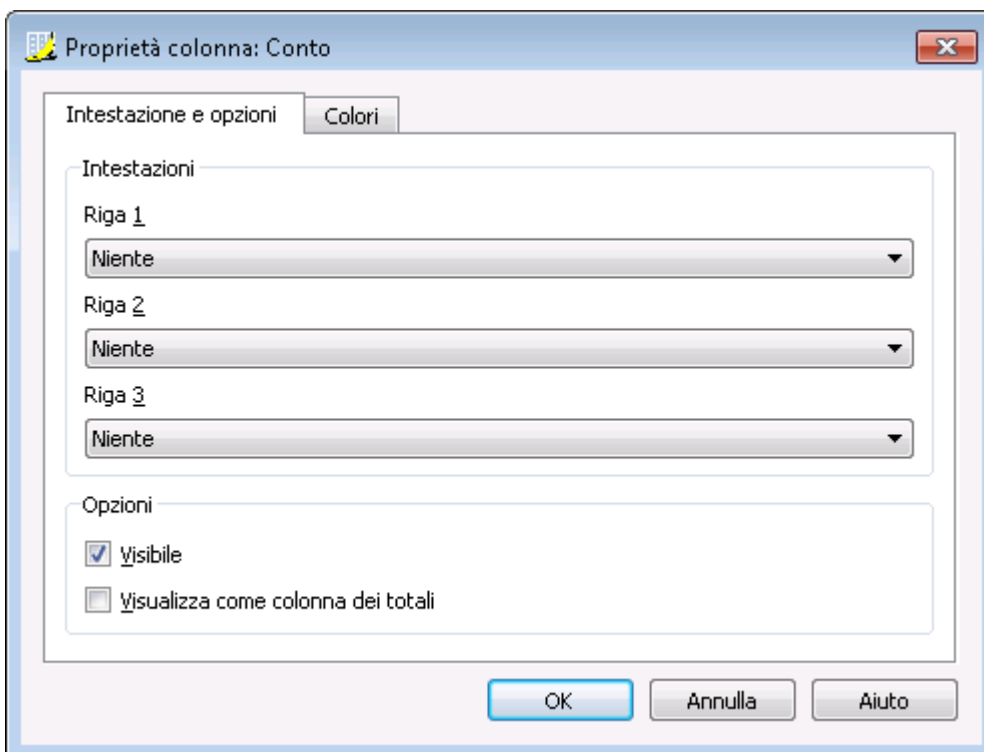 Proprietà colonna: Conto
Intestazione e opzioni
Colori
Intestazioni
Riga 1
Niente
Riga 2
Niente
Riga 3
Niente
Opzioni
Visibile
Visualizza come colonna dei totali
OK
Annulla
Aiuto